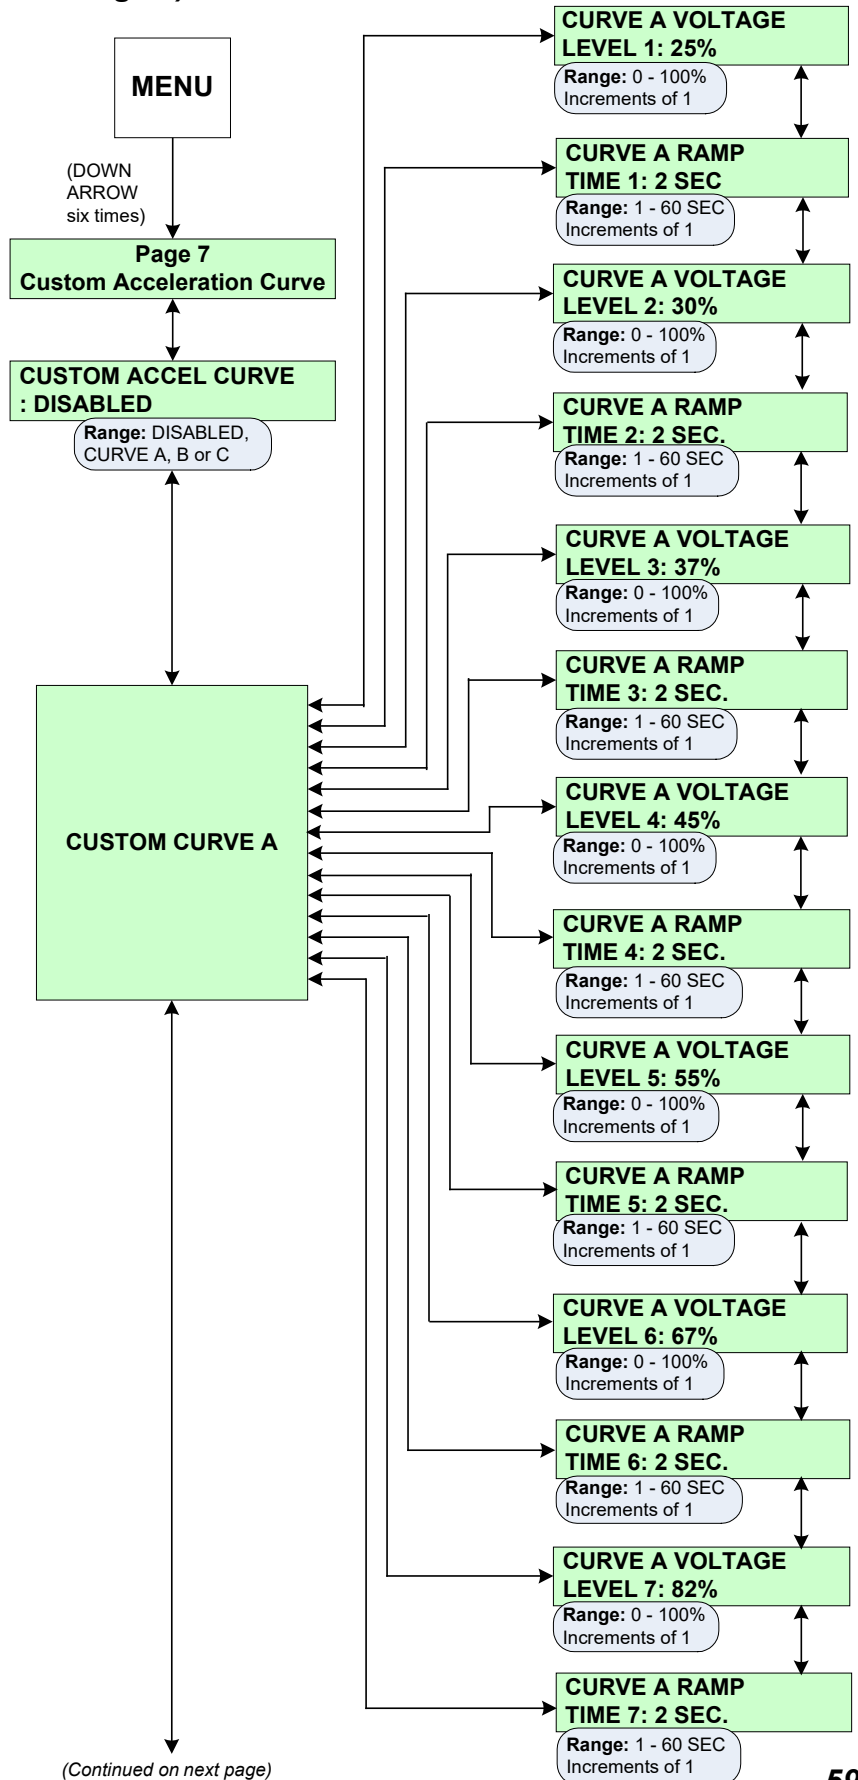 MENU
(DOWN
ARROW
six times)
Page 7
Custom Acceleration Curve
CUSTOM ACCEL CURVE
: DISABLED
Range: DISABLED,
CURVE A, B or C
CUSTOM CURVE A
(Continued on next page)
CURVE A VOLTAGE
LEVEL 1: 25%
Range: 0 - 100%
Increments of 1
CURVE A RAMP
TIME 1: 2 SEC
Range: 1 - 60 SEC
Increments of 1
CURVE A VOLTAGE
LEVEL 2: 30%
Range: 0 - 100%
Increments of 1
CURVE A RAMP
TIME 2: 2 SEC.
Range: 1 - 60 SEC
Increments of 1
CURVE A VOLTAGE
LEVEL 3: 37%
Range: 0 - 100%
Increments of 1
CURVE A RAMP
TIME 3: 2 SEC.
Range: 1 - 60 SEC
Increments of 1
CURVE A VOLTAGE
LEVEL 4: 45%
Range: 0 - 100%
Increments of 1
CURVE A RAMP
TIME 4: 2 SEC.
Range: 1 - 60 SEC
Increments of 1
CURVE A VOLTAGE
LEVEL 5: 55%
Range: 0 - 100%
Increments of 1
CURVE A RAMP
TIME 5: 2 SEC.
Range: 1 - 60 SEC
Increments of 1
CURVE A VOLTAGE
LEVEL 6: 67%
Range: 0 - 100%
Increments of 1
CURVE A RAMP
TIME 6: 2 SEC.
Range: 1 - 60 SEC
Increments of 1
CURVE A VOLTAGE
LEVEL 7: 82%
Range: 0 - 100%
Increments of 1
CURVE A RAMP
TIME 7: 2 SEC.
Range: 1 - 60 SEC
Increments of 1